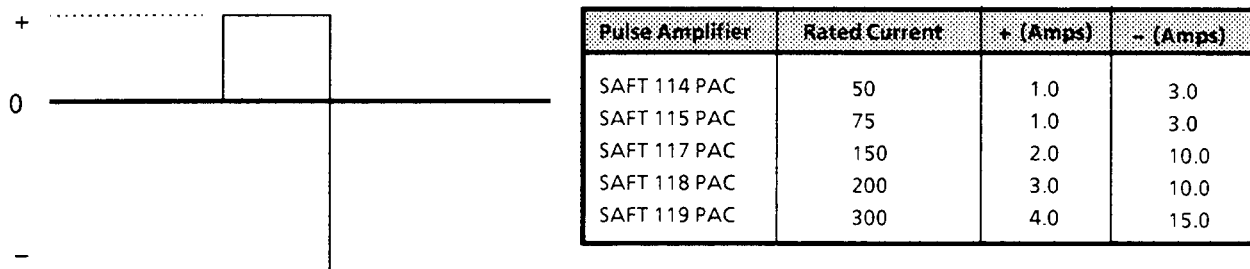 +
0
–
Pulse Amplifier Rated Current + (Amps) – (Amps)
SAFT 114 PAC 50 1.0 3.0
SAFT 115 PAC 75 1.0 3.0
SAFT 117 PAC 150 2.0 10.0
SAFT 118 PAC 200 3.0 10.0
SAFT 119 PAC 300 4.0 15.0